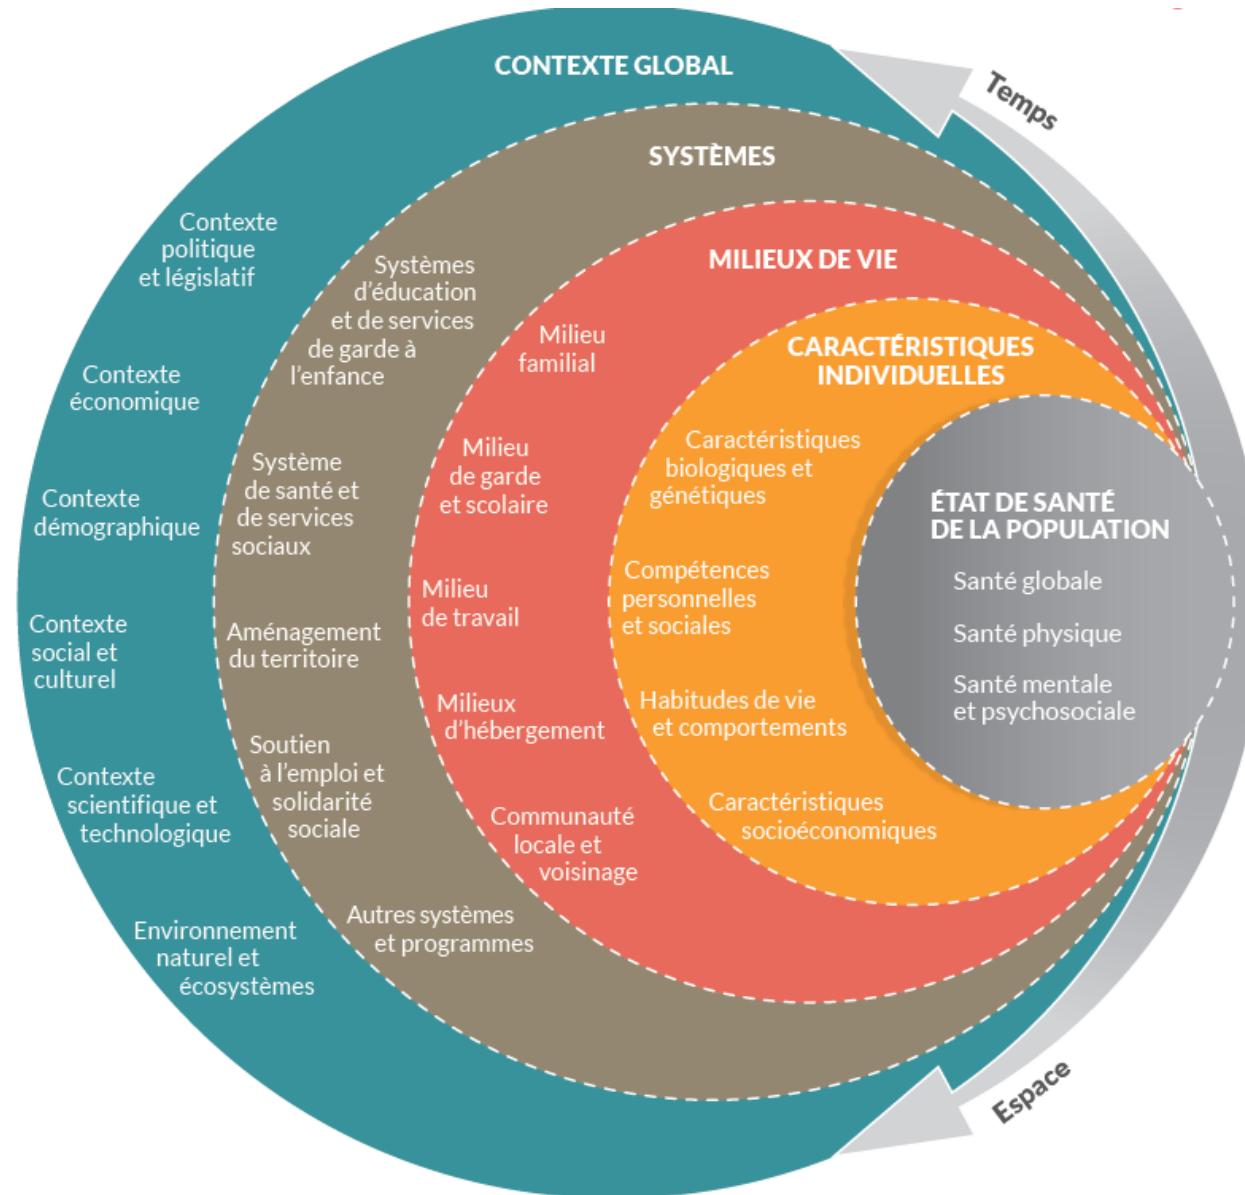 CONTEXTE GLOBAL
Temps
SYSTÈMES
MILIEUX DE VIE
CARACTÉRISTIQUES
INDIVIDUELLES
ÉTAT DE SANTÉ
DE LA POPULATION
Santé globale
Santé physique
Santé mentale
et psychosociale
Contexte
politique
et législatif
Contexte
économique
Contexte
démographique
Contexte
social et
culturel
Contexte
scientifique et
technologique
Environnement
naturel et
écosystèmes
Systèmes
d'éducation
et de services
de garde à
l'enfance
Système
de santé et
de services
sociaux
Aménagement
du territoire
Soutien
à l'emploi et
solidarité
sociale
Autres systèmes
et programmes
Milieu
familial
Milieu
de garde
et scolaire
Milieu
de travail
Milieux
d'hébergement
Communauté
locale et
voisinage
Caractéristiques
biologiques et
génétiques
Compétences
personnelles
et sociales
Habitudes de vie
et comportements
Caractéristiques
socioéconomiques
Espace